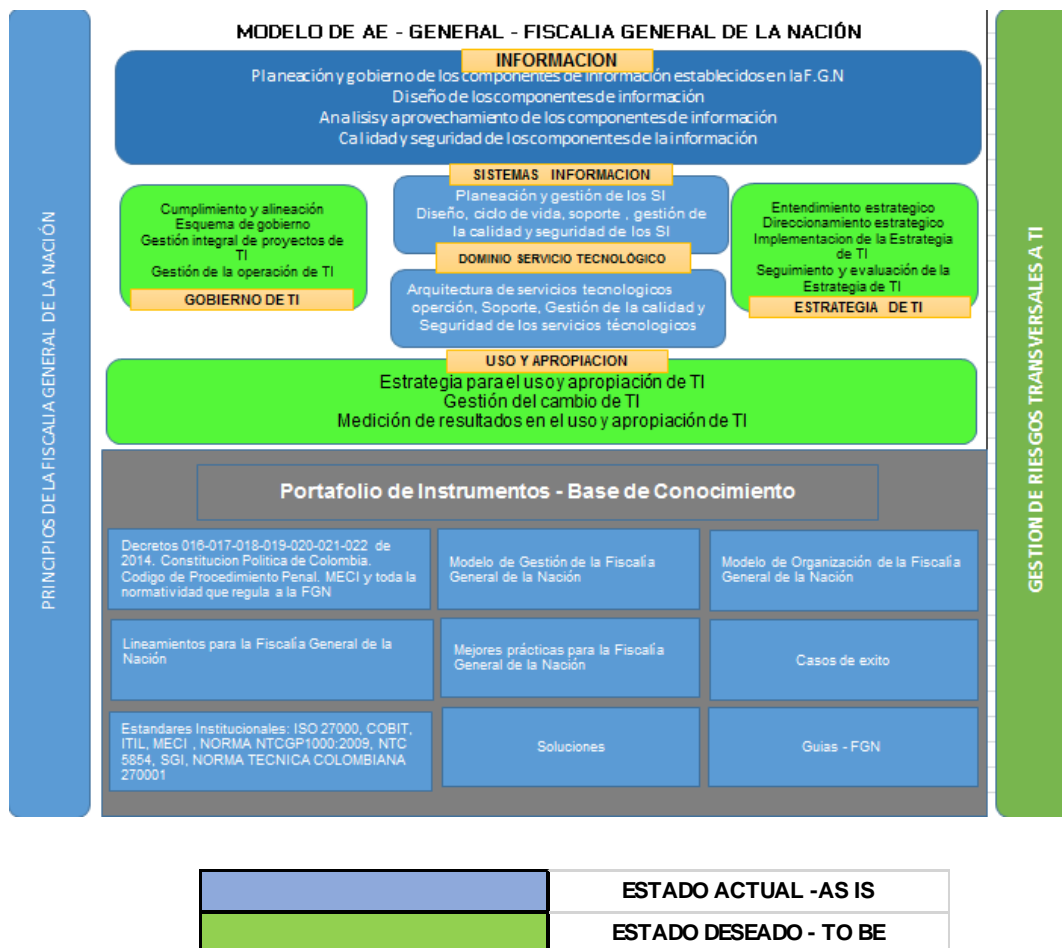 MODELO DE AE - GENERAL - FISCALIA GENERAL DE LA NACIÓN
PRINCIPIOS DE LA FISCALIA GENERAL DE LA NACIÓN
INFORMACION
Planeación y gobierno de los componentes de información establecidos en la F.G.N
Diseño de los componentes de información
Analisis y aprovechamiento de los componentes de información
Calidad y seguridad de los componentes de la información
Cumplimiento y alineación
Esquema de gobierno
Gestión integral de proyectos de
TI
Gestión de la operación de TI
GOBIERNO DE TI
SISTEMAS INFORMACION
Planeación y gestión de los SI
Diseño, ciclo de vida, soporte , gestión de
la calidad y seguridad de los SI
DOMINIO SERVICIO TECNOLÓGICO
Arquitectura de servicios tecnologicos
operción, Soporte, Gestión de la calidad y
Seguridad de los servicios técnologicos
Entendimiento estrategico
Direccionamiento estrategico
Implementacion de la Estrategia
de TI
Seguimiento y evaluación de la
Estrategia de TI
ESTRATEGIA DE TI
USO Y APROPIACION
Estrategia para el uso y apropiación de TI
Gestión del cambio de TI
Medición de resultados en el uso y apropiación de TI
Portafolio de Instrumentos - Base de Conocimiento
Decretos 016-017-018-019-020-021-022 de
2014. Constitucion Politica de Colombia.
Codigo de Procedimiento Penal. MECI y toda la
normatividad que regula a la FGN
Modelo de Gestión de la Fiscalía
General de la Nación
Modelo de Organización de la Fiscalía
General de la Nación
Lineamientos para la Fiscalía General de la
Nación
Mejores prácticas para la Fiscalía
General de la Nación
Casos de exito
Estandares Institucionales: ISO 27000, COBIT,
ITIL, MECI , NORMA NTCGP1000:2009, NTC
5854, SGI, NORMA TECNICA COLOMBIANA
270001
Soluciones
Guias - FGN
GESTION DE RIESGOS TRANSVERSALES A TI
ESTADO ACTUAL -AS IS
ESTADO DESEADO - TO BE